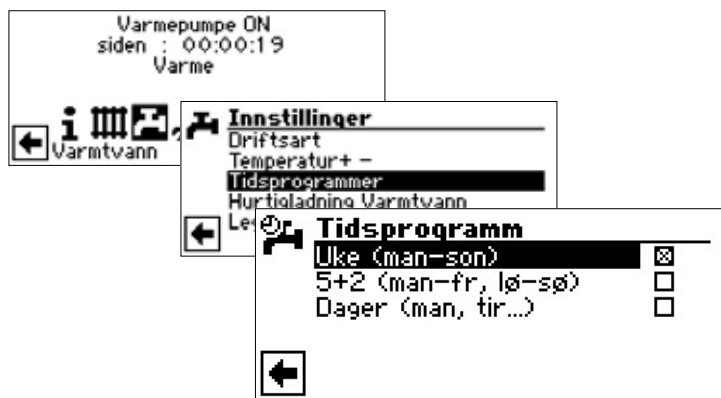 Varmepumpe ON
siden : 00:00:19
Varme
Varmtvann
Innstillinger
Driftsart
Temperatur+ −
Tidsprogrammer
Hurtigladning Varmtvann
Tidsprogramm
Uke (man−son)
5+2 (man−fr, lø−sø)
Dager (man, tir...)